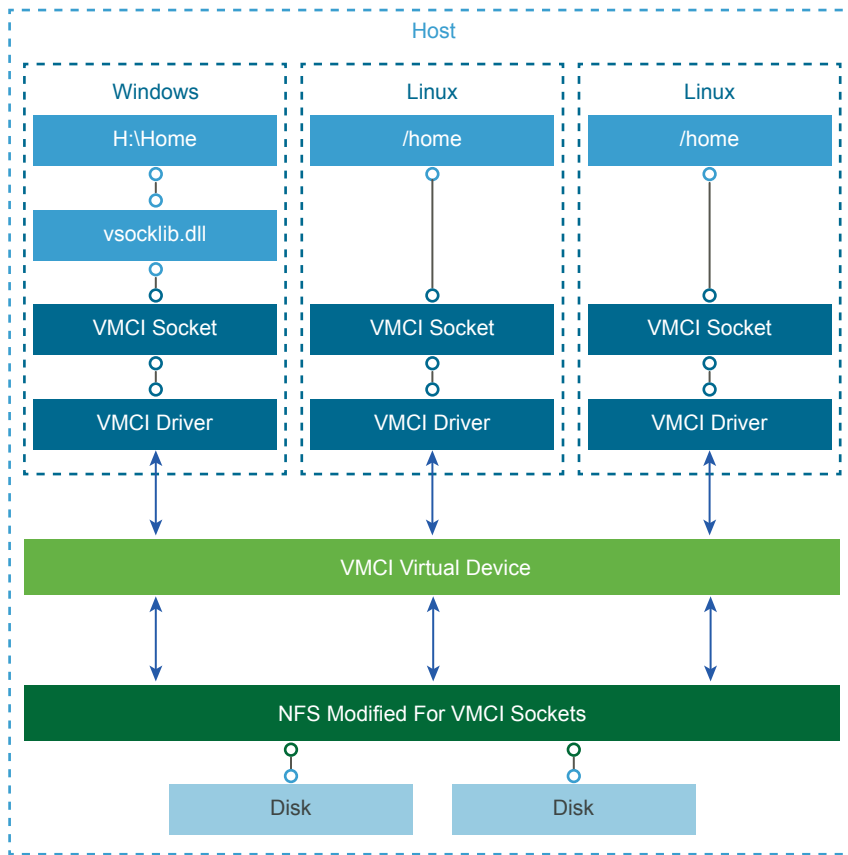 Host
Windows
Linux
Linux
H:\Home
/home
/home
vsocklib.dll
VMCI Socket
VMCI Socket
VMCI Socket
VMCI Driver
VMCI Driver
VMCI Driver
VMCI Virtual Device
NFS Modified For VMCI Sockets
Disk
Disk